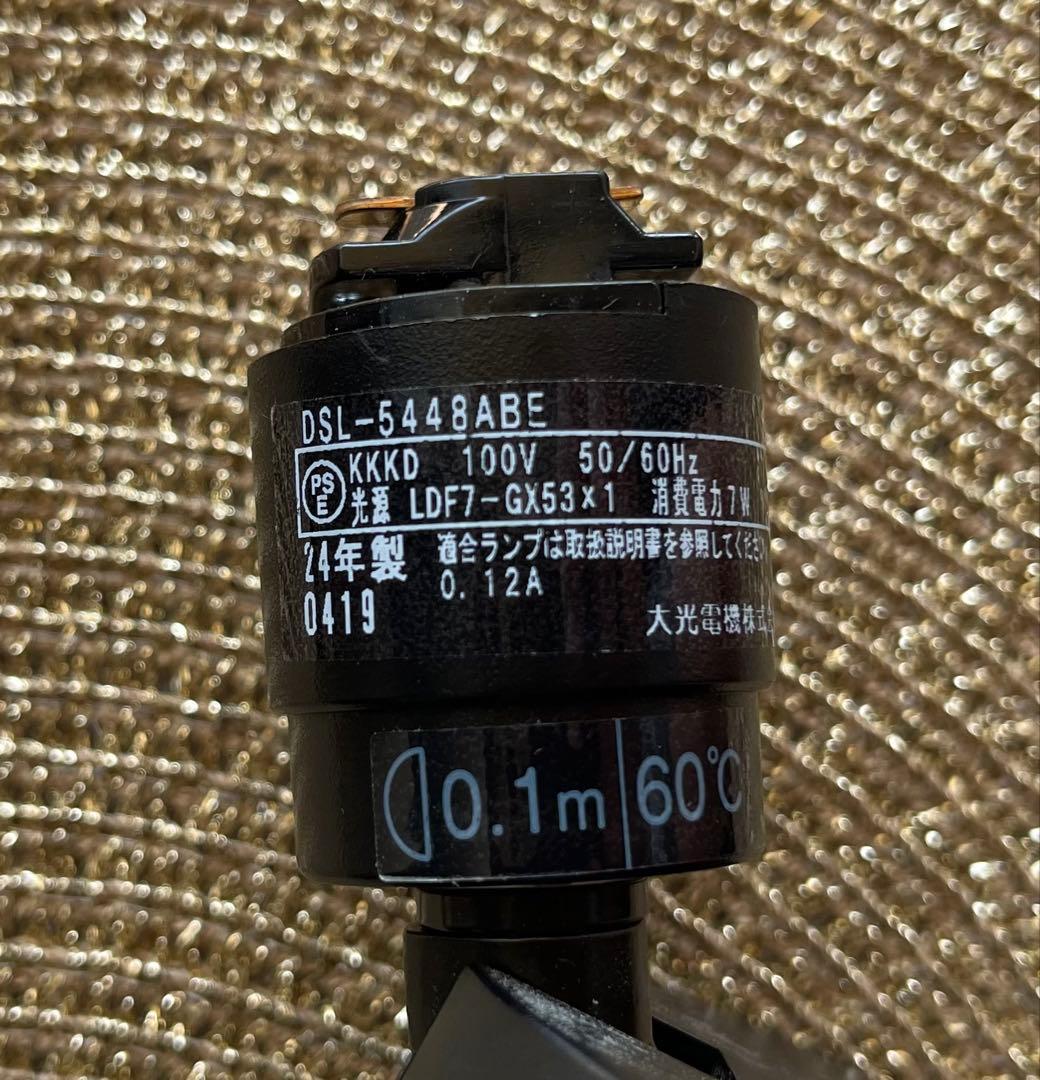 DSL-5448ABE
PS E KKKD 100V 50/60Hz
光源 LDF7-GX53×1 消費電力7W
24年製 適合ランプは取扱説明書を参照してくださ
0.12A
0419 大光電機株式会
0.1m 60℃